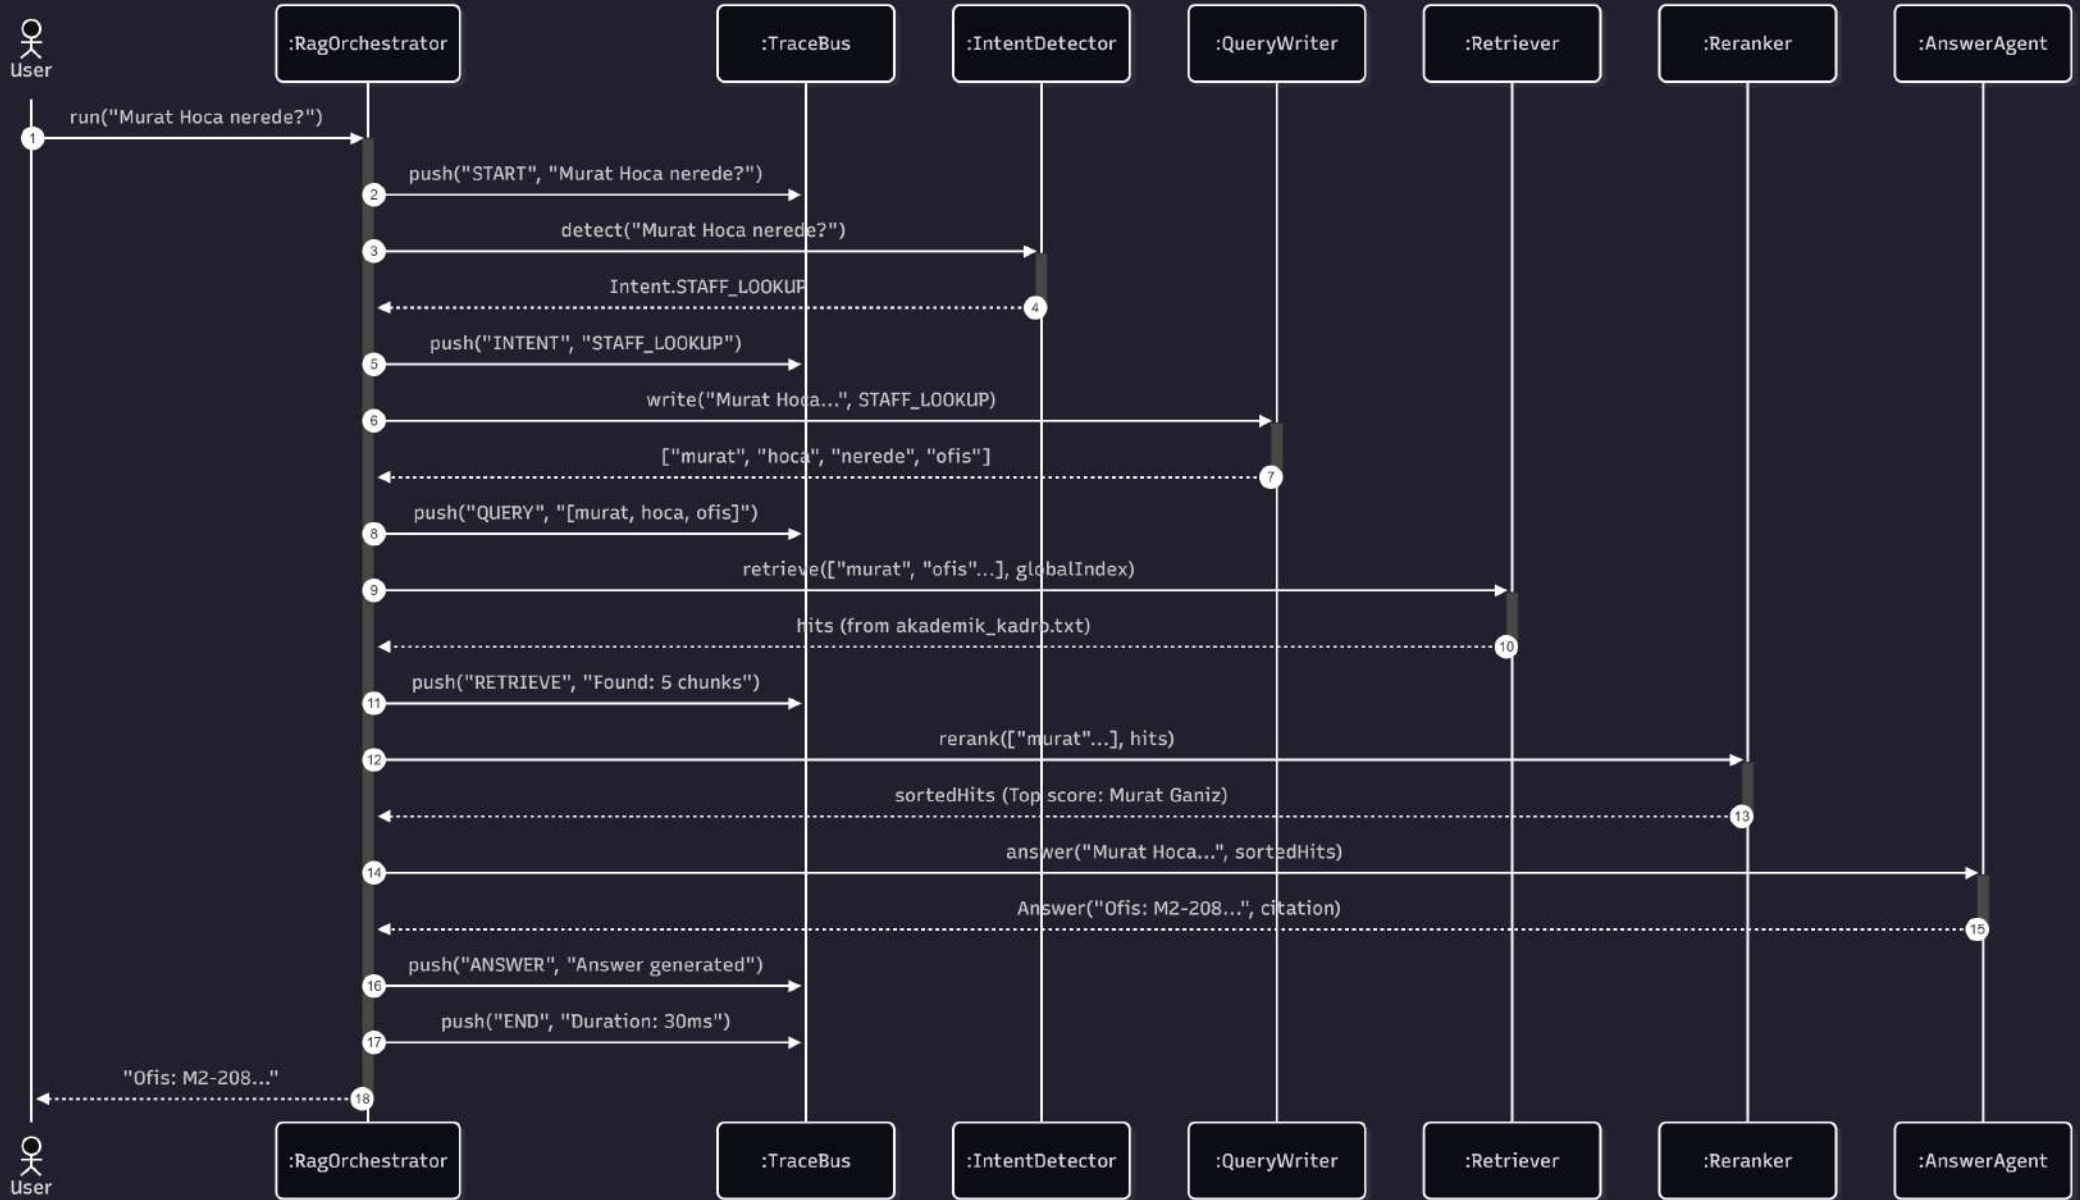 User
:RagOrchestrator
:TraceBus
:IntentDetector
:QueryWriter
:Retriever
:Reranker
:AnswerAgent
run("Murat Hoca nerede?")
1
push("START", "Murat Hoca nerede?")
2
detect("Murat Hoca nerede?")
3
Intent.STAFF_LOOKUP
4
push("INTENT", "STAFF_LOOKUP")
5
write("Murat Hoca...", STAFF_LOOKUP)
6
["murat", "hoca", "nerede", "ofis"]
7
push("QUERY", "[murat, hoca, ofis]")
8
retrieve(["murat", "ofis"...], globalIndex)
9
hits (from akademik_kadro.txt)
10
push("RETRIEVE", "Found: 5 chunks")
11
rerank(["murat"...], hits)
12
sortedHits (Top score: Murat Ganiz)
13
answer("Murat Hoca...", sortedHits)
14
Answer("Ofis: M2-208...", citation)
15
push("ANSWER", "Answer generated")
16
push("END", "Duration: 30ms")
17
"Ofis: M2-208..."
18
User
:RagOrchestrator
:TraceBus
:IntentDetector
:QueryWriter
:Retriever
:Reranker
:AnswerAgent